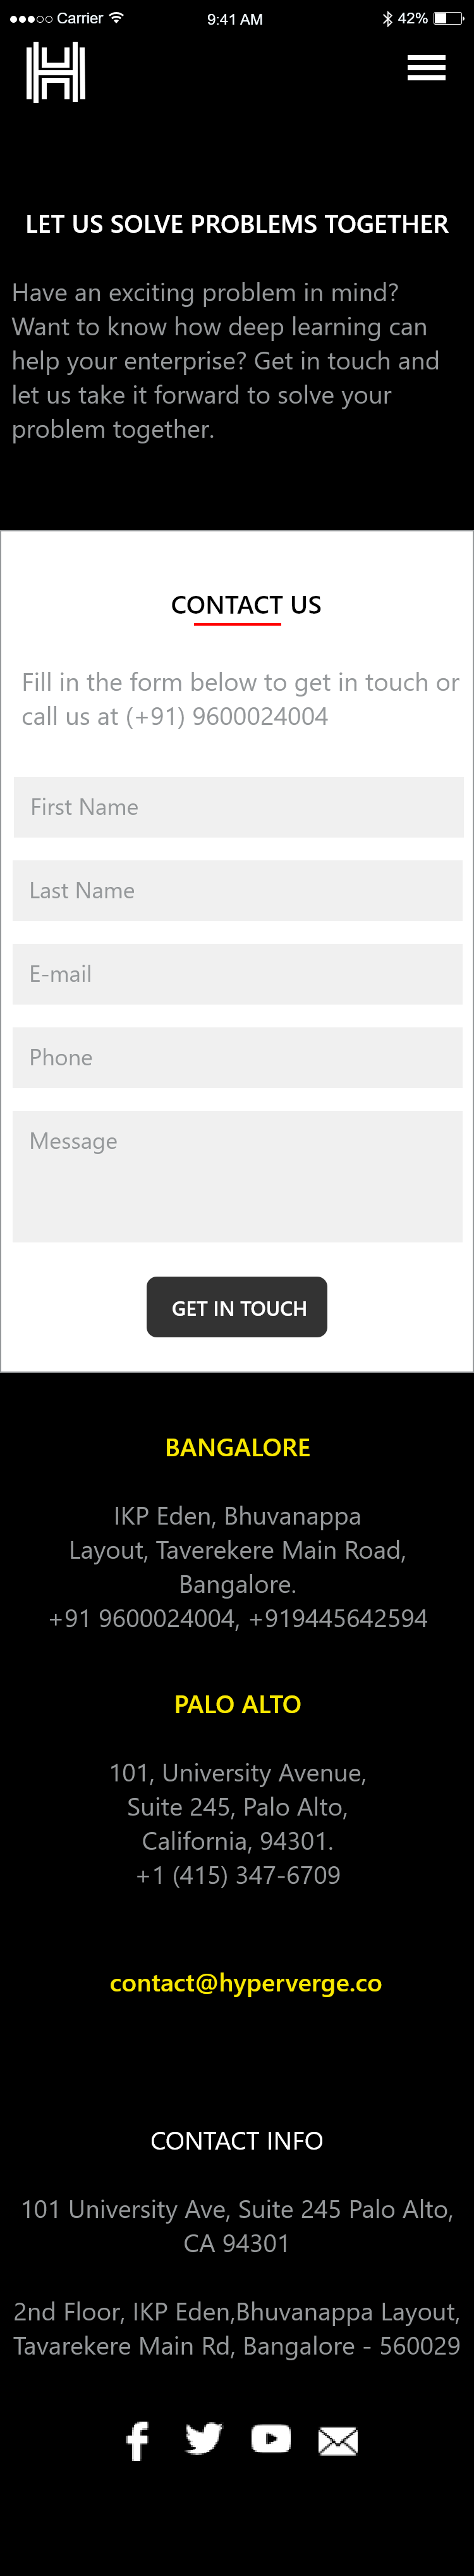 Carrier 9:41 AM 42%
LET US SOLVE PROBLEMS TOGETHER
Have an exciting problem in mind?
Want to know how deep learning can
help your enterprise? Get in touch and
let us take it forward to solve your
problem together.
CONTACT US
Fill in the form below to get in touch or
call us at (+91) 9600024004
First Name
Last Name
E-mail
Phone
Message
GET IN TOUCH
BANGALORE
IKP Eden, Bhuvanappa
Layout, Taverekere Main Road,
Bangalore.
+91 9600024004, +919445642594
PALO ALTO
101, University Avenue,
Suite 245, Palo Alto,
California, 94301.
+1 (415) 347-6709
contact@hyperverge.co
CONTACT INFO
101 University Ave, Suite 245 Palo Alto,
CA 94301
2nd Floor, IKP Eden,Bhuvanappa Layout,
Tavarekere Main Rd, Bangalore - 560029